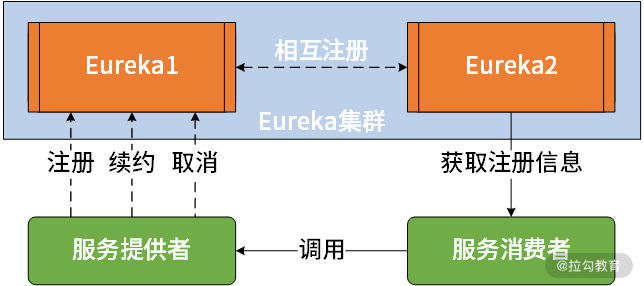 Eureka1
相互注册
Eureka2
Eureka集群
注册
续约
取消
获取注册信息
服务提供者
调用
服务消费者
@拉勾教育